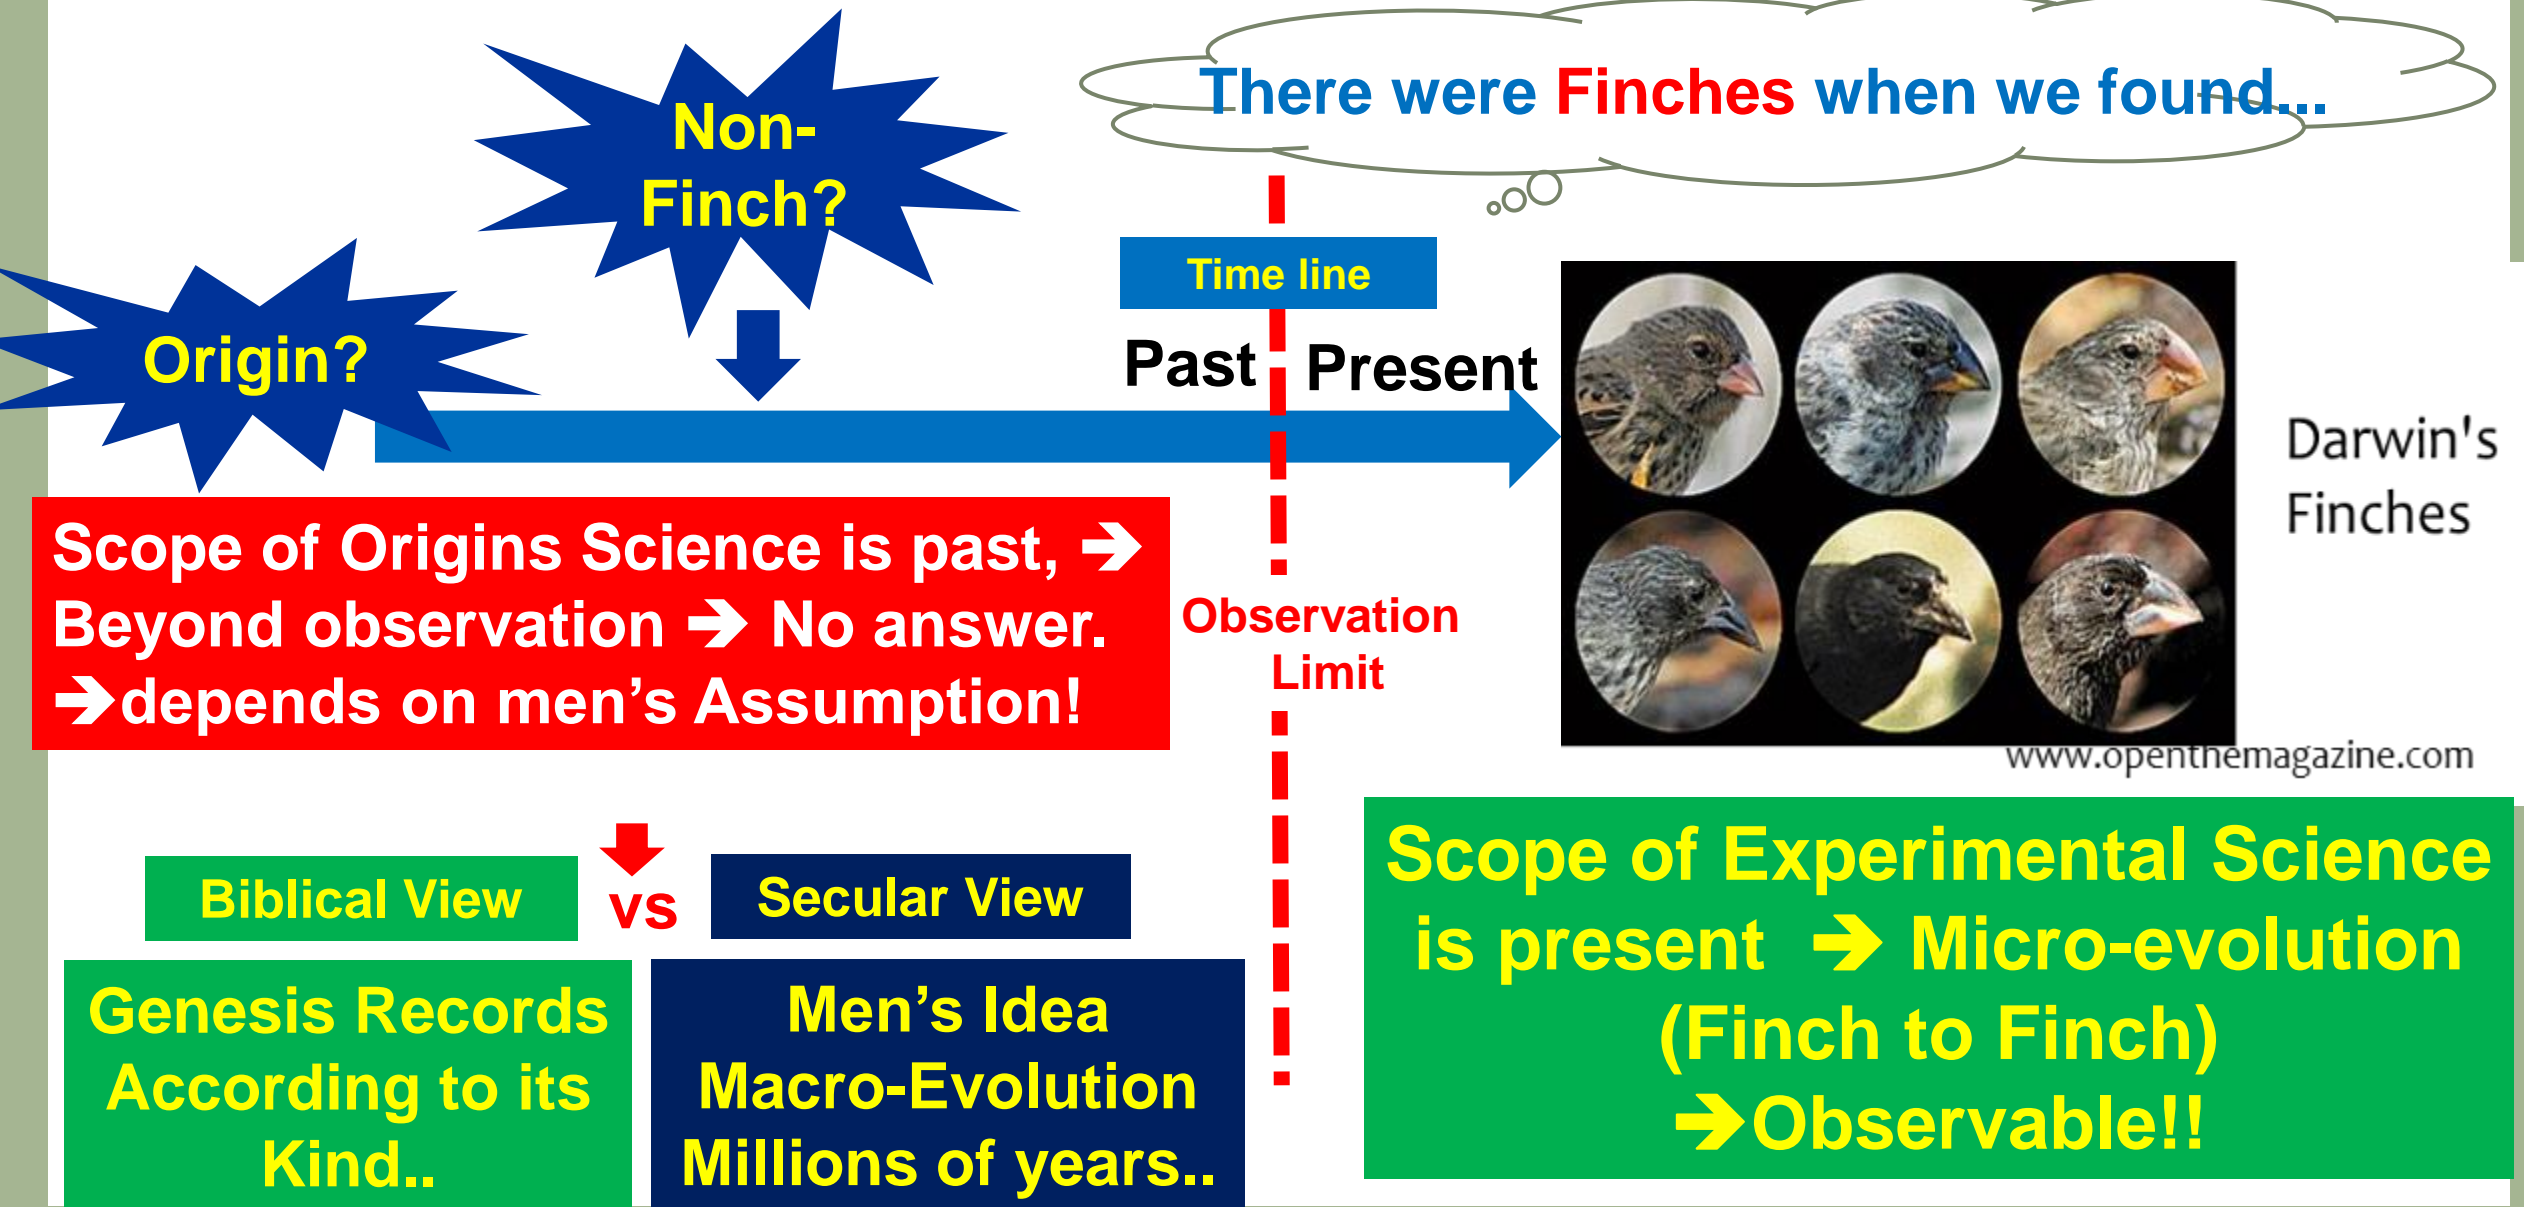 There were Finches when we found...
Non-
Finch?
Origin?
Time line
Past
Present
Darwin's
Finches
www.openthemagazine.com
Scope of Origins Science is past, ➔
Beyond observation ➔ No answer.
➔depends on men’s Assumption!
Observation
Limit
Biblical View
vs
Secular View
Genesis Records
According to its
Kind..
Men’s Idea
Macro-Evolution
Millions of years..
Scope of Experimental Science
is present ➔ Micro-evolution
(Finch to Finch)
➔Observable!!